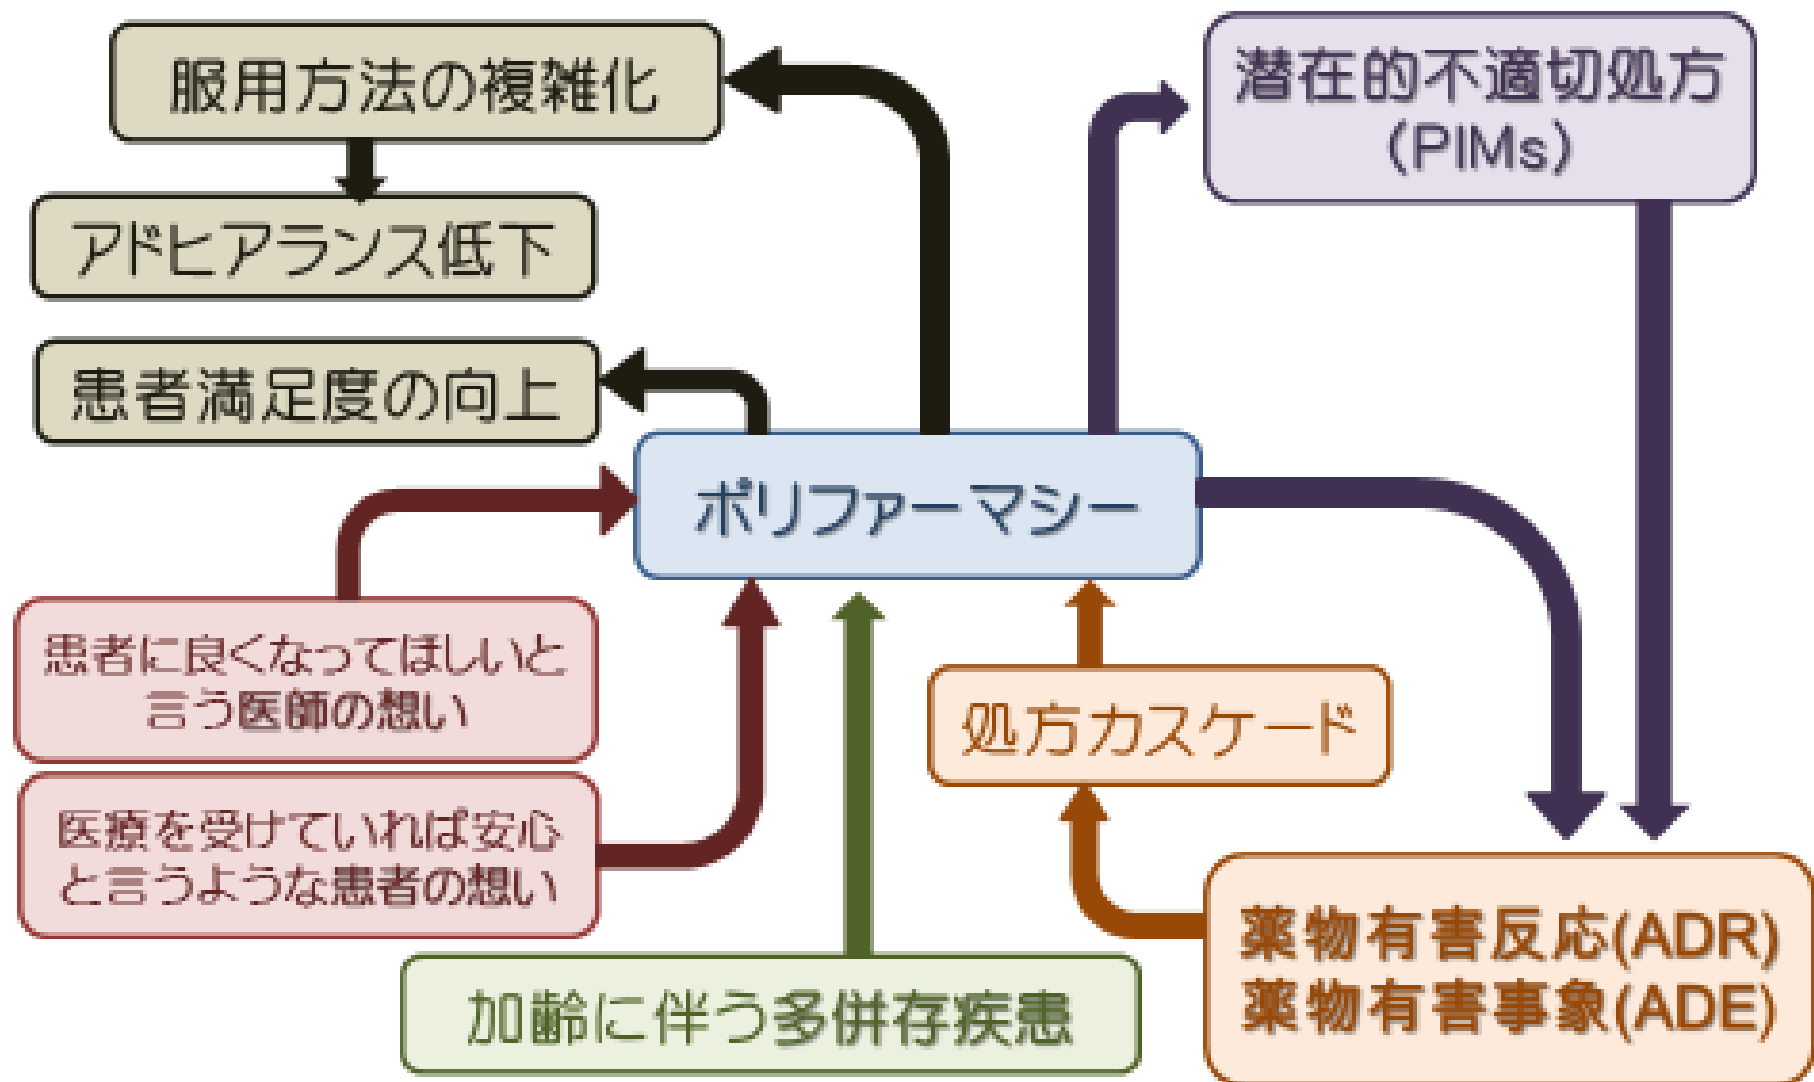 服用方法の複雑化
アドヒアランス低下
患者満足度の向上
潜在的不適切処方
(PIMs)
ポリファーマシー
患者に良くなってほしいと
言う医師の想い
医療を受けていれば安心
と言うような患者の想い
処方カスケード
加齢に伴う多併存疾患
薬物有害反応(ADR)
薬物有害事象(ADE)